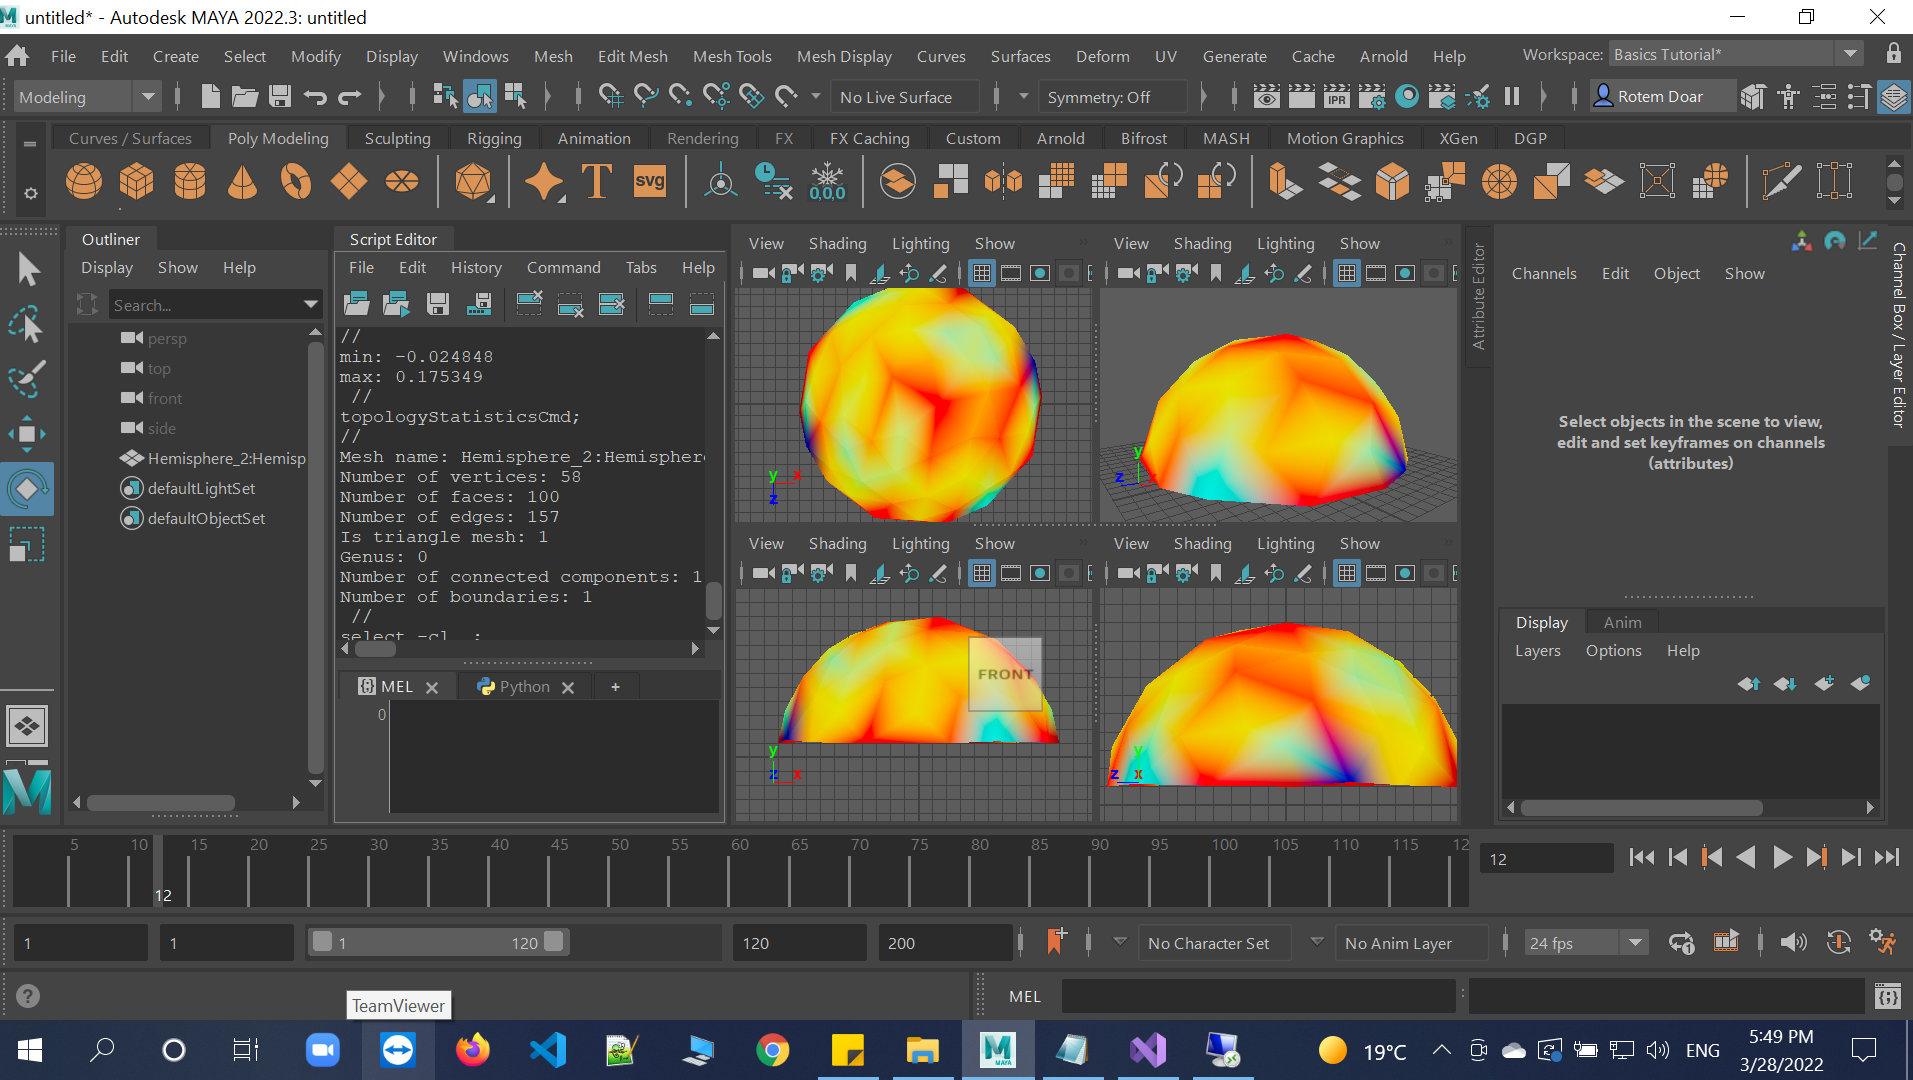 untitled* - Autodesk MAYA 2022.3: untitled
File Edit Create Select Modify Display Windows Mesh Edit Mesh Mesh Tools Mesh Display Curves Surfaces Deform UV Generate Cache Arnold Help
Workspace: Basics Tutorial*
Modeling
No Live Surface
Symmetry: Off
IPR
Rotem Doar
Curves / Surfaces Poly Modeling Sculpting Rigging Animation Rendering FX FX Caching Custom Arnold Bifrost MASH Motion Graphics XGen DGP
T
svg
0,0,0
Outliner
Display Show Help
Search...
persp
top
front
side
Hemisphere_2:Hemisp
defaultLightSet
defaultObjectSet
Script Editor
File Edit History Command Tabs Help
//
min: -0.024848
max: 0.175349
//
topologyStatisticsCmd;
//
Mesh name: Hemisphere_2:Hemisphere
Number of vertices: 58
Number of faces: 100
Number of edges: 157
Is triangle mesh: 1
Genus: 0
Number of connected components: 1
Number of boundaries: 1
//
select -cl ;
MEL
Python
+
0
View Shading Lighting Show
y x
z
View Shading Lighting Show
y
z
View Shading Lighting Show
FRONT
y
z x
View Shading Lighting Show
y
z x
Attribute Editor
Channels Edit Object Show
Channel Box / Layer Editor
Select objects in the scene to view,
edit and set keyframes on channels
(attributes)
Display Anim
Layers Options Help
5 10 15 20 25 30 35 40 45 50 55 60 65 70 75 80 85 90 95 100 105 110 115 12
12
12
1
1
1
120
120
200
No Character Set
No Anim Layer
24 fps
MEL
TeamViewer
MAYA
19°C
ENG
5:49 PM
3/28/2022